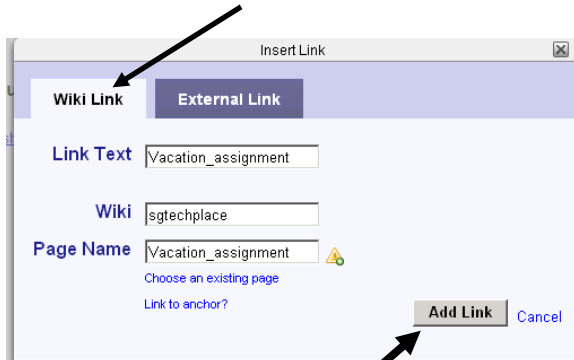 Insert Link
Wiki Link External Link
Link Text Vacation_assignment
Wiki sgtechplace
Page Name Vacation_assignment
Choose an existing page
Link to anchor?
Add Link Cancel